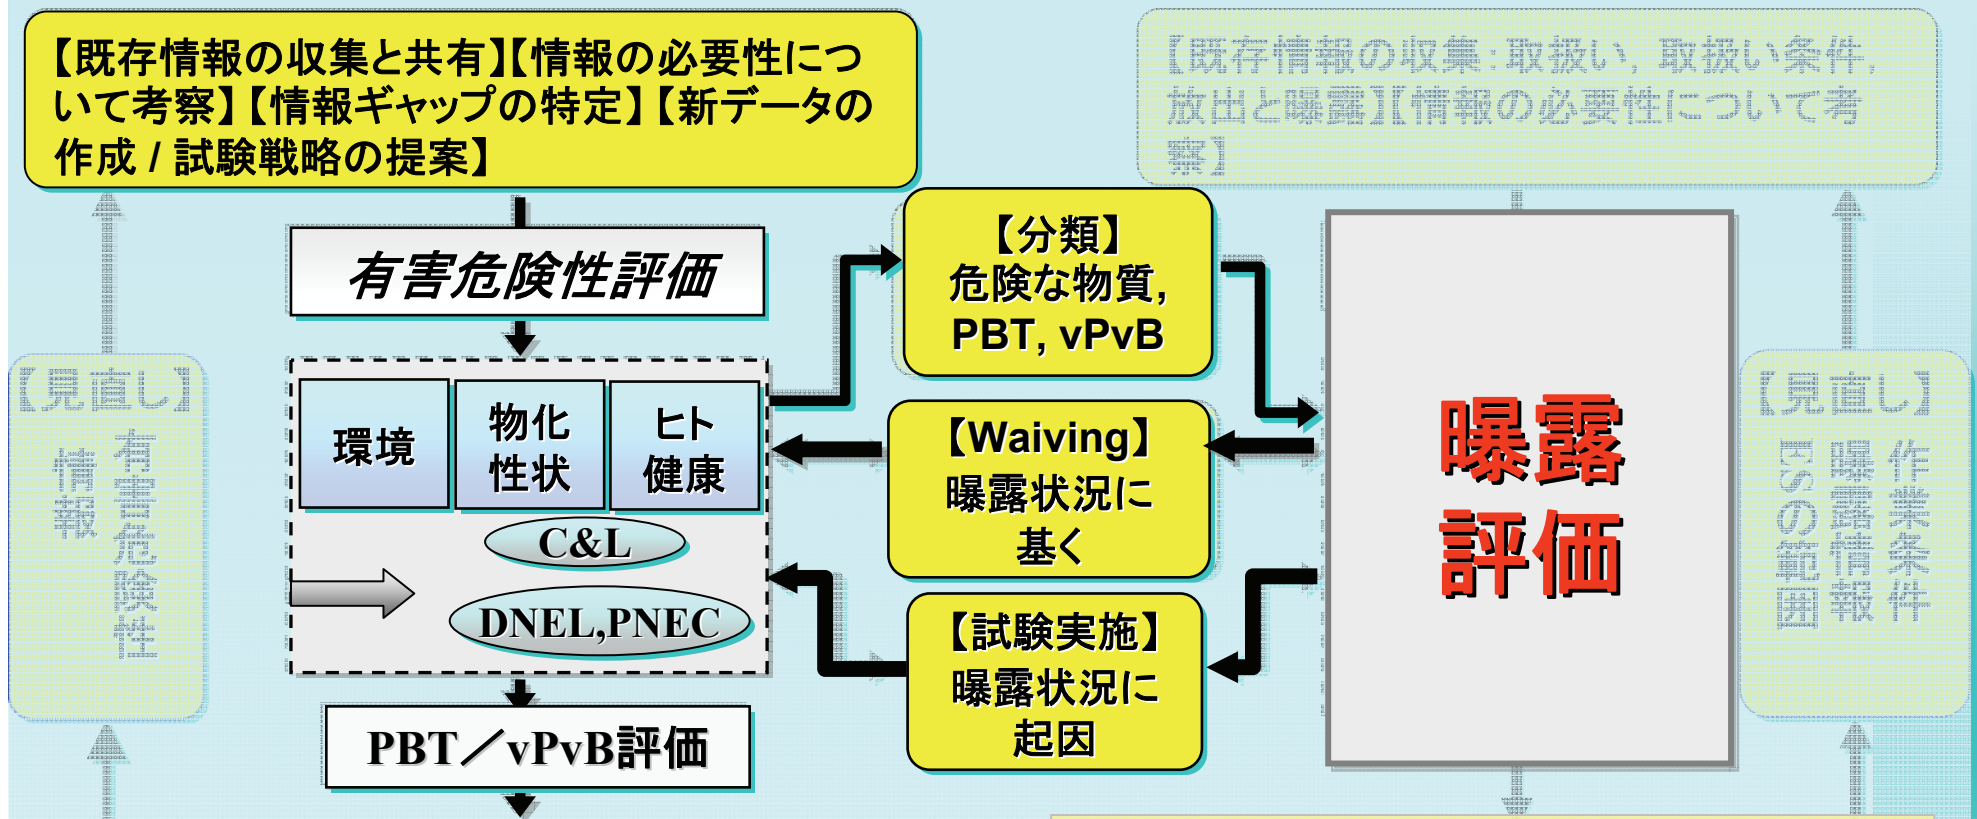 【既存情報の収集と共有】【情報の必要性につ
いて考察】【情報ギャップの特定】【新データの
作成 / 試験戦略の提案】
【既存情報の収集:取扱い, 取扱い条件,
放出と曝露】【情報の必要性について考
察】
有害危険性評価
【分類】
危険な物質,
PBT, vPvB
【見直し】
有害危険性
情報
環境
物化
性状
ヒト
健康
C&L
DNEL,PNEC
【Waiving】
曝露状況に
基く
【試験実施】
曝露状況に
起因
曝露
評価
【見直し】
作業条件
曝露情報
ESの範囲
PBT／vPvB評価